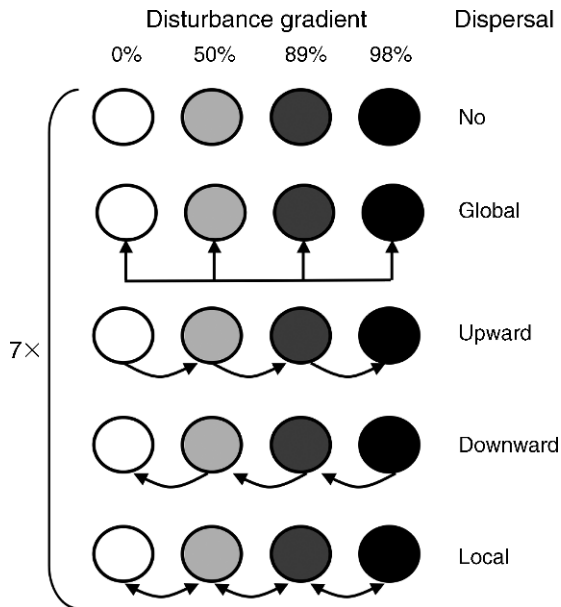 Disturbance gradient Dispersal
0% 50% 89% 98%
No
Global
7× Upward
Downward
Local